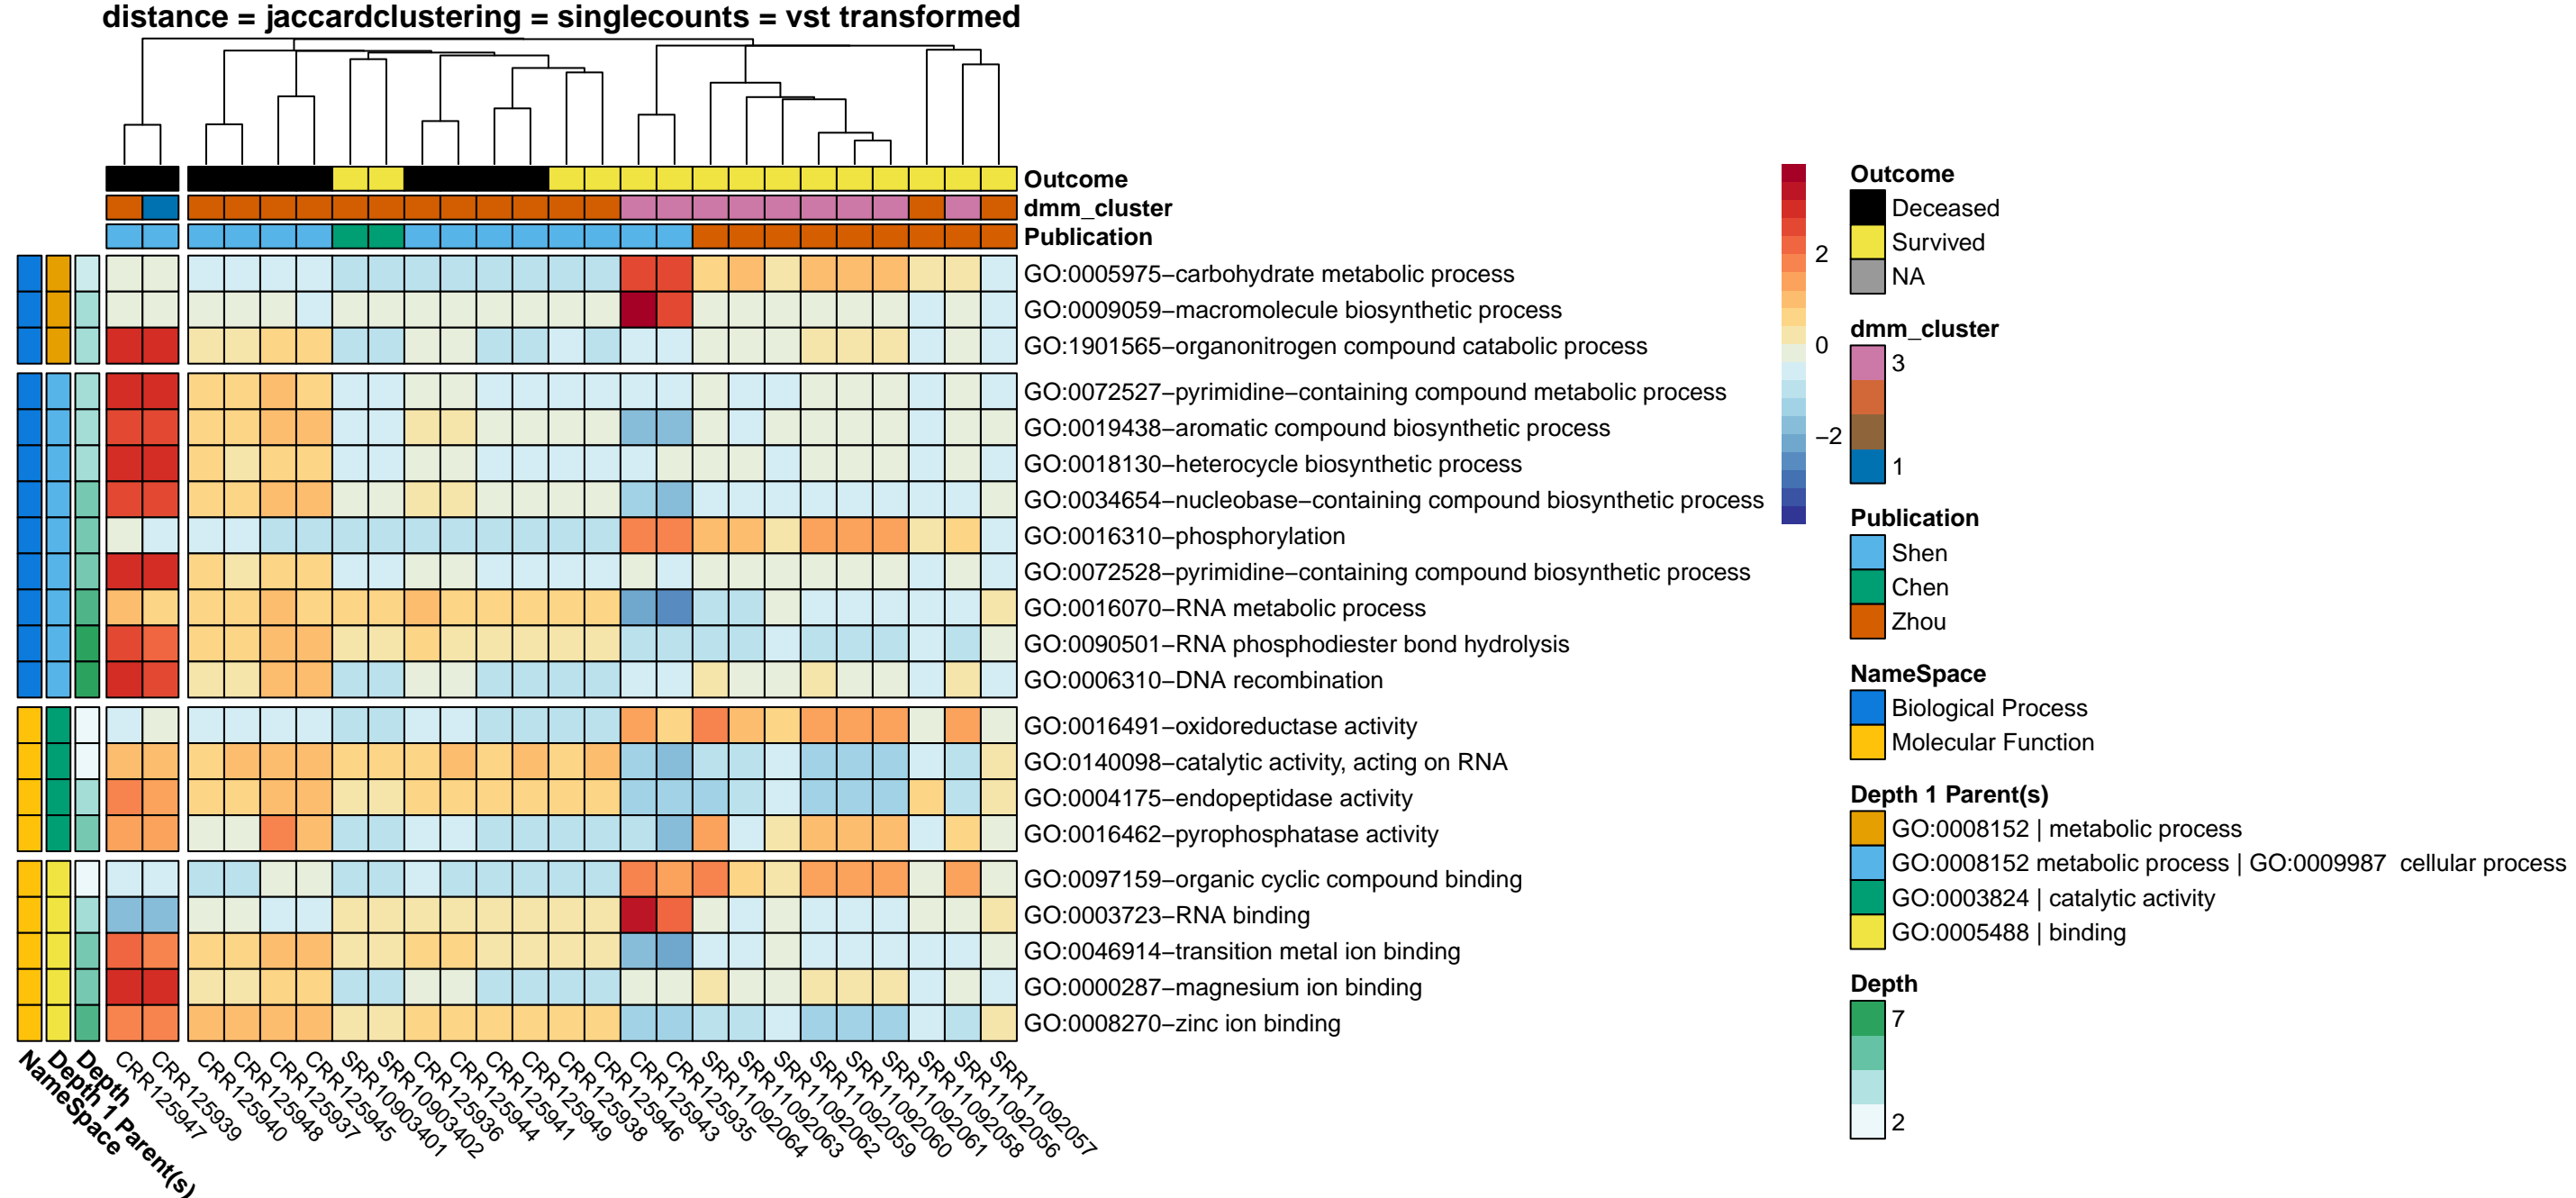 distance = jaccardclustering = singlecounts = vst transformed
Outcome
dmm_cluster
Publication
GO:0005975−carbohydrate metabolic process
GO:0009059−macromolecule biosynthetic process
GO:1901565−organonitrogen compound catabolic process
GO:0072527−pyrimidine−containing compound metabolic process
GO:0019438−aromatic compound biosynthetic process
GO:0018130−heterocycle biosynthetic process
GO:0034654−nucleobase−containing compound biosynthetic process
GO:0016310−phosphorylation
GO:0072528−pyrimidine−containing compound biosynthetic process
GO:0016070−RNA metabolic process
GO:0090501−RNA phosphodiester bond hydrolysis
GO:0006310−DNA recombination
GO:0016491−oxidoreductase activity
GO:0140098−catalytic activity, acting on RNA
GO:0004175−endopeptidase activity
GO:0016462−pyrophosphatase activity
GO:0097159−organic cyclic compound binding
GO:0003723−RNA binding
GO:0046914−transition metal ion binding
GO:0000287−magnesium ion binding
GO:0008270−zinc ion binding
NameSpace
Depth 1 Parent(s)
Depth
CRR125947
CRR125939
CRR125940
CRR125948
CRR125937
CRR125945
SRR10903401
SRR10903402
CRR125936
CRR125944
CRR125941
CRR125949
CRR125938
CRR125946
CRR125943
CRR125935
SRR11092064
SRR11092063
SRR11092062
SRR11092059
SRR11092060
SRR11092061
SRR11092058
SRR11092056
SRR11092057
2
0
−2
Outcome
Deceased
Survived
NA
dmm_cluster
3
1
Publication
Shen
Chen
Zhou
NameSpace
Biological Process
Molecular Function
Depth 1 Parent(s)
GO:0008152 | metabolic process
GO:0008152 metabolic process | GO:0009987 cellular process
GO:0003824 | catalytic activity
GO:0005488 | binding
Depth
7
2